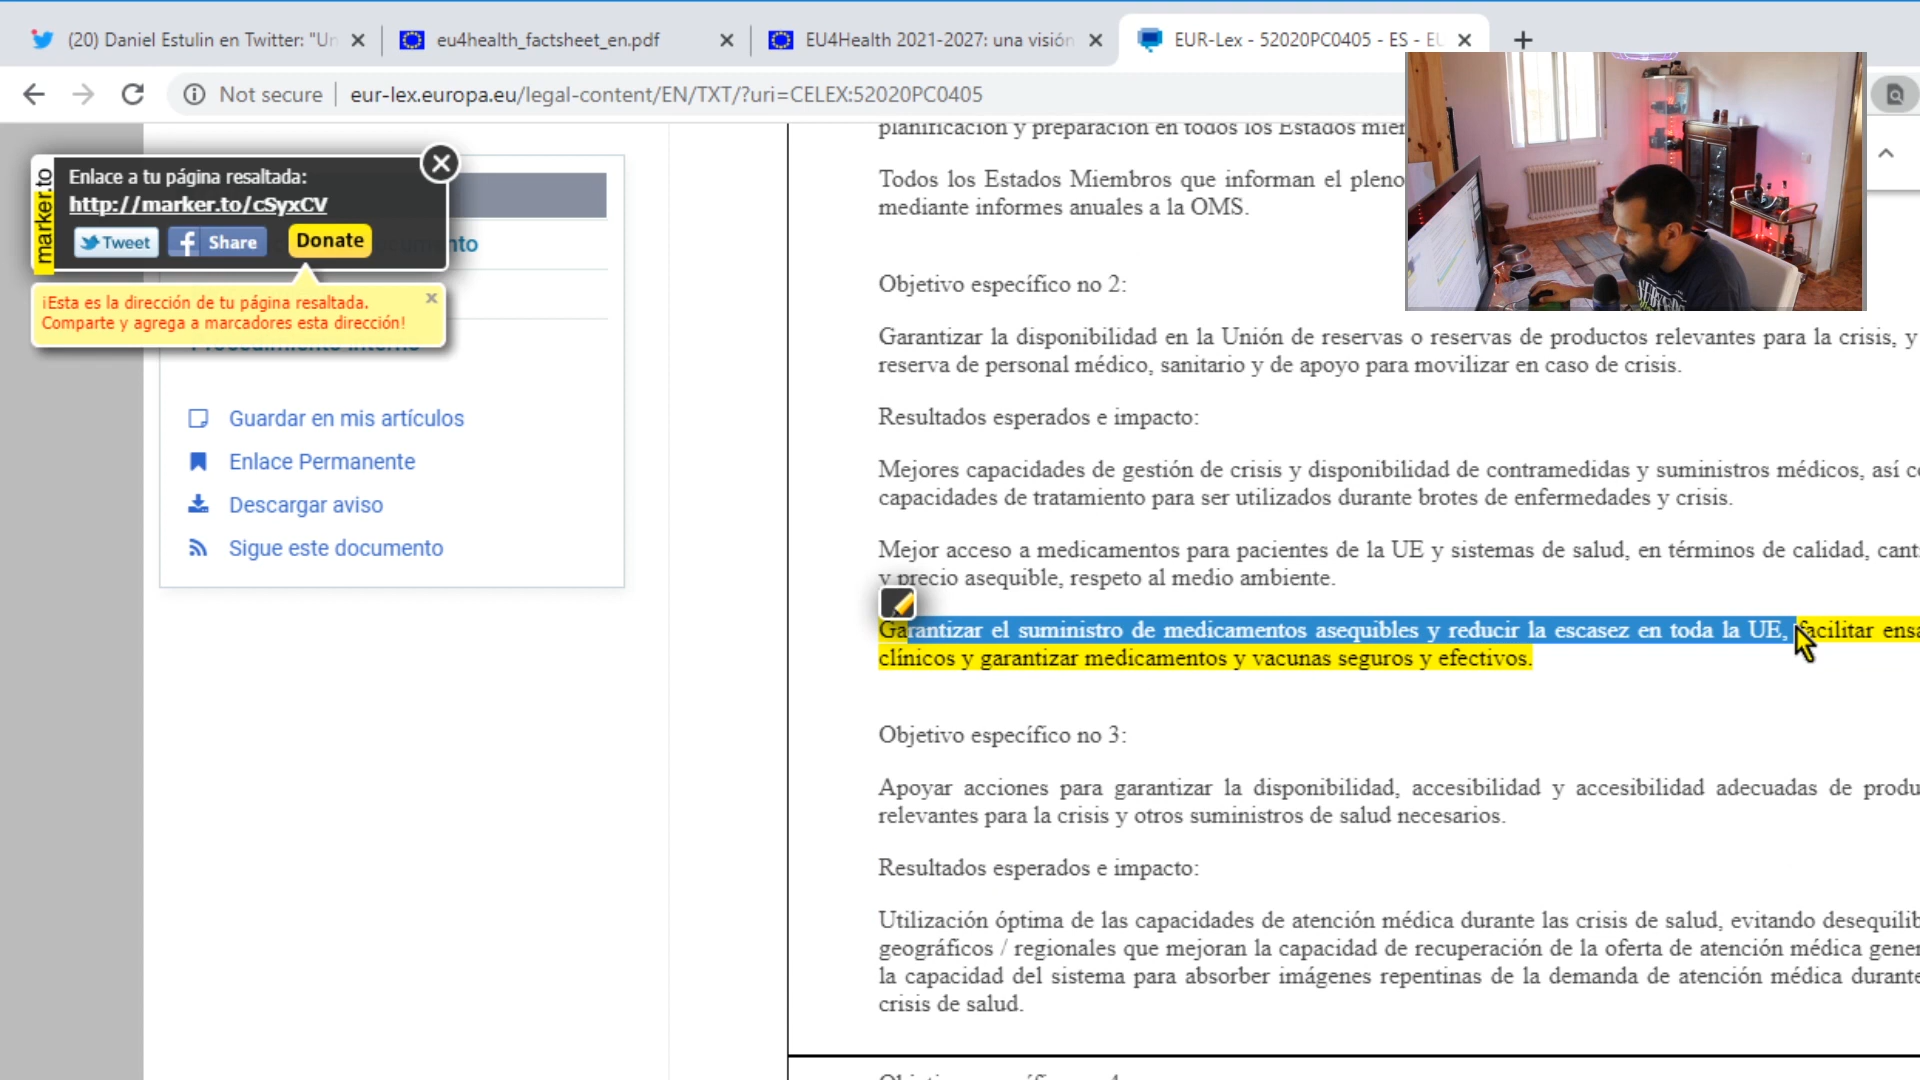 (20) Daniel Estulin en Twitter: "Un
eu4health_factsheet_en.pdf
EU4Health 2021-2027: una visión
EUR-Lex - 52020PC0405 - ES - EU
Not secure
eur-lex.europa.eu/legal-content/EN/TXT/?uri=CELEX:52020PC0405
marker.to
Enlace a tu página resaltada:
http://marker.to/cSyxCV
Tweet
Share
Donate
¡Esta es la dirección de tu página resaltada.
Comparte y agrega a marcadores esta dirección!
Guardar en mis artículos
Enlace Permanente
Descargar aviso
Sigue este documento
planificación y preparación en todos los Estados
Todos los Estados Miembros que informan el pleno
mediante informes anuales a la OMS.
Objetivo específico no 2:
Garantizar la disponibilidad en la Unión de reservas o reservas de productos relevantes para la crisis, y
reserva de personal médico, sanitario y de apoyo para movilizar en caso de crisis.
Resultados esperados e impacto:
Mejores capacidades de gestión de crisis y disponibilidad de contramedidas y suministros médicos, así
capacidades de tratamiento para ser utilizados durante brotes de enfermedades y crisis.
Mejor acceso a medicamentos para pacientes de la UE y sistemas de salud, en términos de calidad,
y precio asequible, respeto al medio ambiente.
Garantizar el suministro de medicamentos asequibles y reducir la escasez en toda la UE, facilitar
clínicos y garantizar medicamentos y vacunas seguros y efectivos.
Objetivo específico no 3:
Apoyar acciones para garantizar la disponibilidad, accesibilidad y accesibilidad adecuadas de
relevantes para la crisis y otros suministros de salud necesarios.
Resultados esperados e impacto:
Utilización óptima de las capacidades de atención médica durante las crisis de salud, evitando
geográficos / regionales que mejoran la capacidad de recuperación de la oferta de atención médica
la capacidad del sistema para absorber imágenes repentinas de la demanda de atención médica durante
crisis de salud.